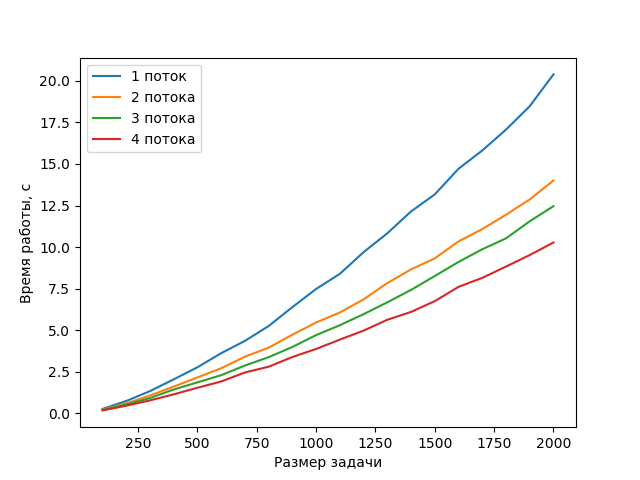 1 поток
2 потока
3 потока
4 потока
20.0
17.5
15.0
12.5
10.0
7.5
5.0
2.5
0.0
Время работы, с
250 500 750 1000 1250 1500 1750 2000
Размер задачи